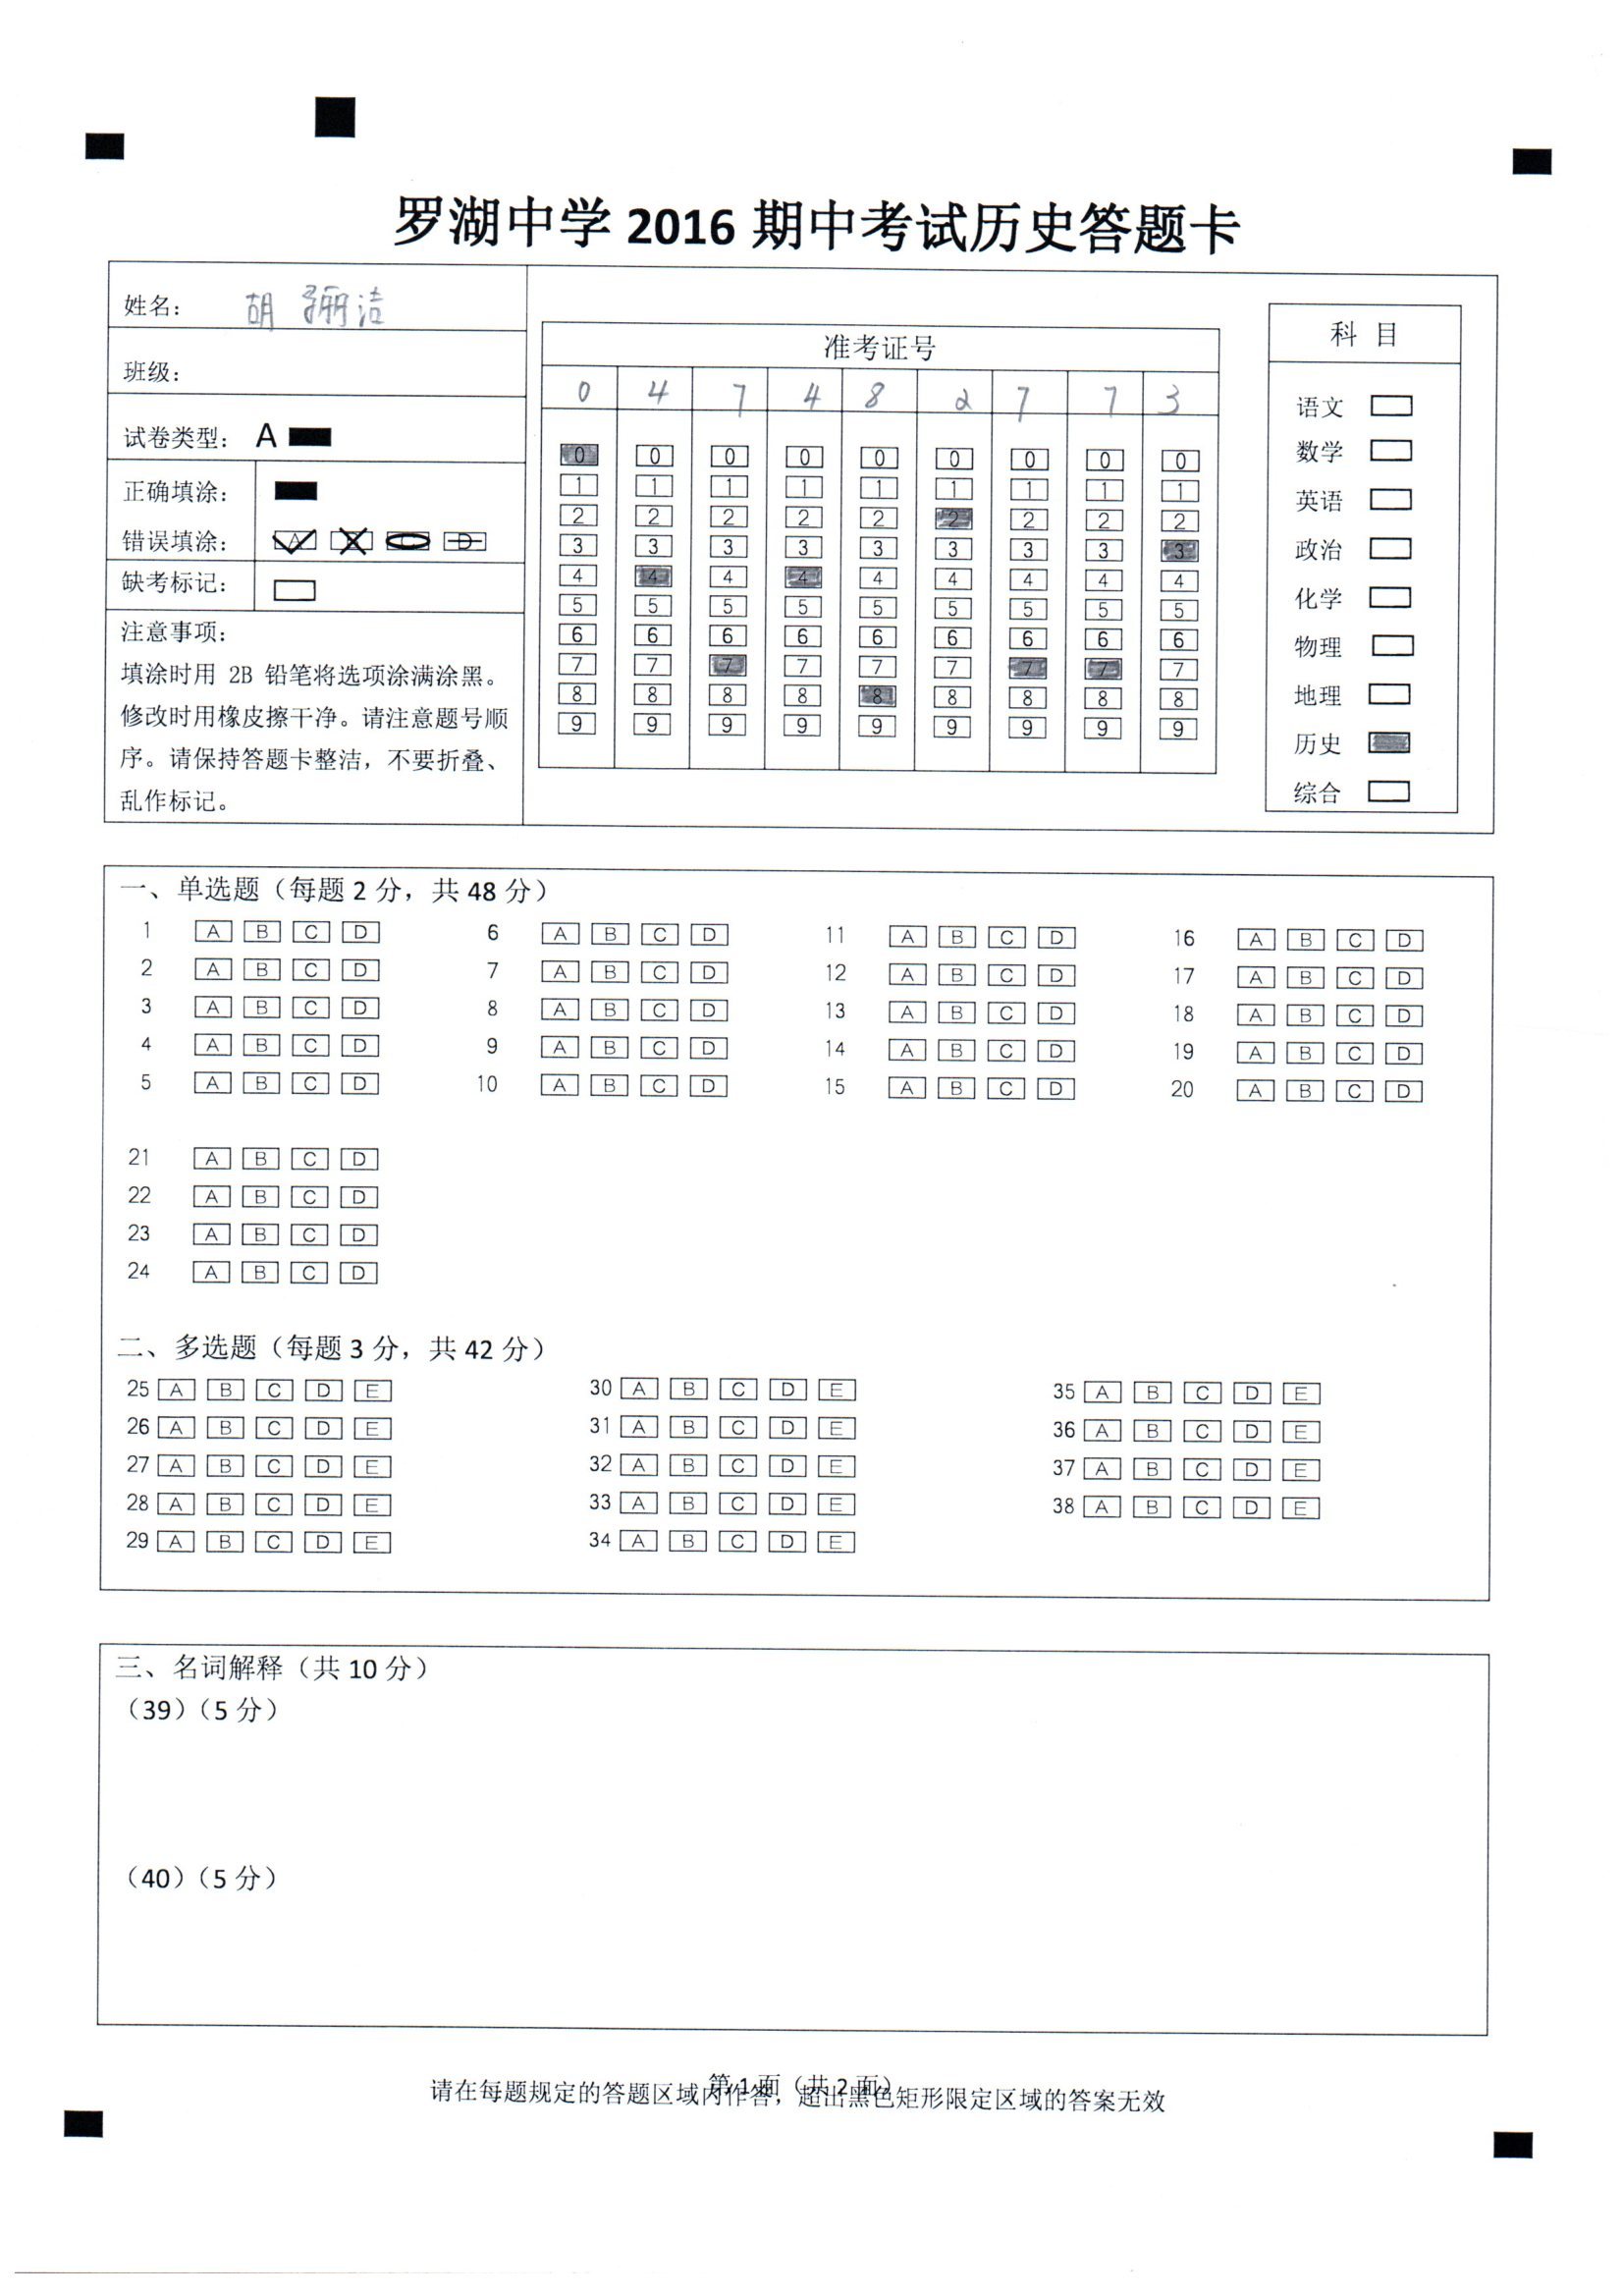 罗湖中学 2016 期中考试历史答题卡
姓名： 胡 洁
班级：
试卷类型： A
正确填涂：
错误填涂： A D
缺考标记：
注意事项：
填涂时用 2B 铅笔将选项涂满涂黑。
修改时用橡皮擦干净。请注意题号顺
序。请保持答题卡整洁，不要折叠、
乱作标记。
准考证号
0 4 7 4 8 2 7 7 3
0 0 0 0 0 0 0 0 0
1 1 1 1 1 1 1 1 1
2 2 2 2 2 2 2 2 2
3 3 3 3 3 3 3 3 3
4 4 4 4 4 4 4 4 4
5 5 5 5 5 5 5 5 5
6 6 6 6 6 6 6 6 6
7 7 7 7 7 7 7 7 7
8 8 8 8 8 8 8 8 8
9 9 9 9 9 9 9 9 9
科 目
语文
数学
英语
政治
化学
物理
地理
历史
综合
一、单选题（每题 2 分，共 48 分）
1 A B C D 6 A B C D 11 A B C D 16 A B C D
2 A B C D 7 A B C D 12 A B C D 17 A B C D
3 A B C D 8 A B C D 13 A B C D 18 A B C D
4 A B C D 9 A B C D 14 A B C D 19 A B C D
5 A B C D 10 A B C D 15 A B C D 20 A B C D
21 A B C D
22 A B C D
23 A B C D
24 A B C D
二、多选题（每题 3 分，共 42 分）
25 A B C D E 30 A B C D E 35 A B C D E
26 A B C D E 31 A B C D E 36 A B C D E
27 A B C D E 32 A B C D E 37 A B C D E
28 A B C D E 33 A B C D E 38 A B C D E
29 A B C D E 34 A B C D E
三、名词解释（共 10 分）
（39）（5 分）
（40）（5 分）
第 1 面（共 2 面）
请在每题规定的答题区域内作答，超出黑色矩形限定区域的答案无效